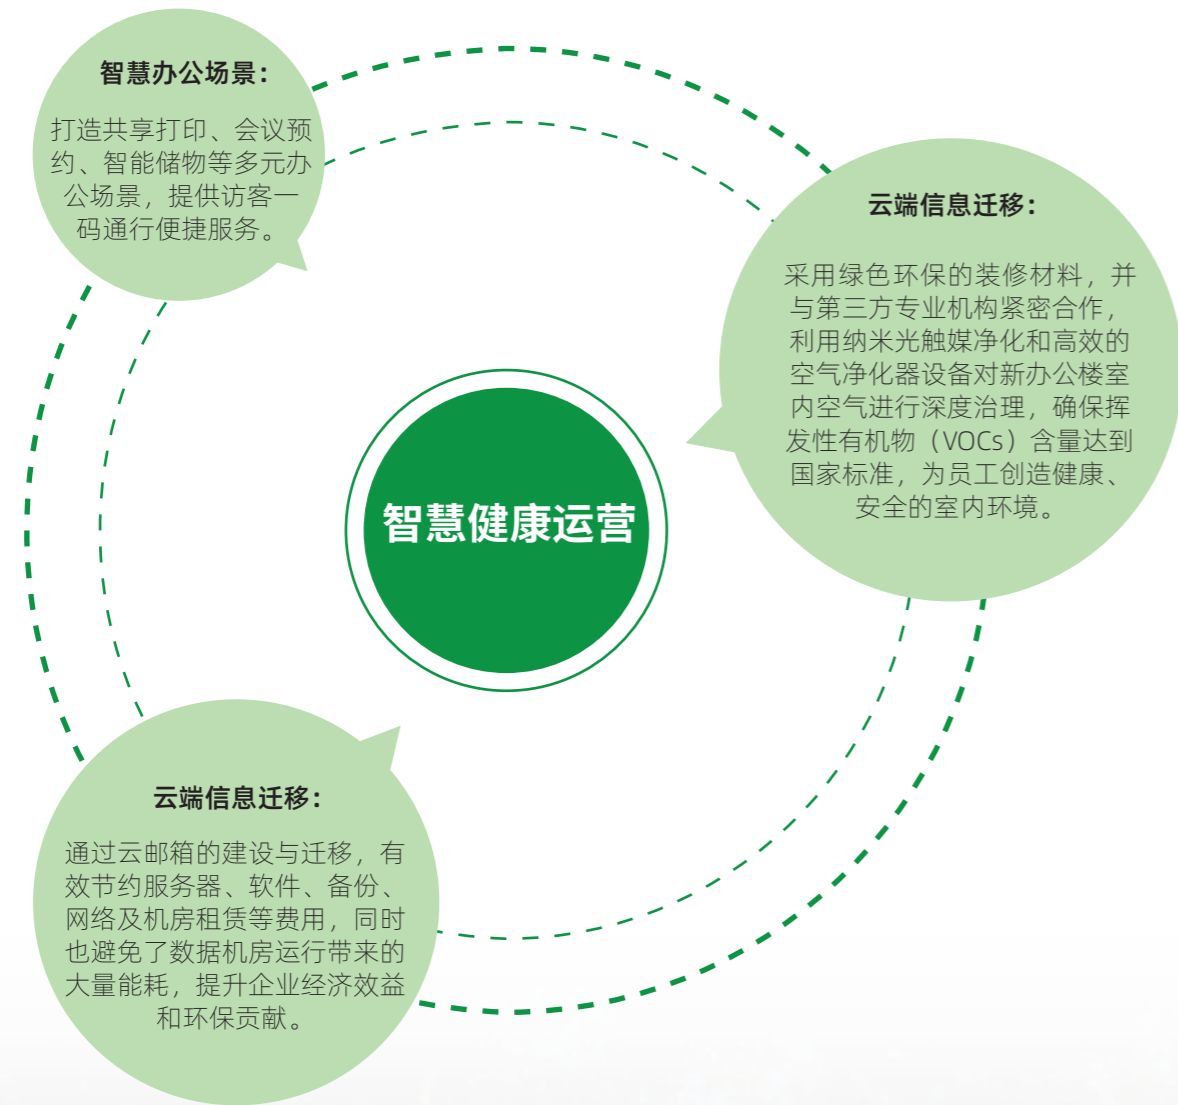 智慧办公场景：
打造共享打印、会议预
约、智能储物等多元办
公场景，提供访客一
码通行便捷服务。
云端信息迁移：
采用绿色环保的装修材料，并
与第三方专业机构紧密合作，
利用纳米光触媒净化和高效的
空气净化器设备对新办公楼室
内空气进行深度治理，确保挥
发性有机物（VOCs）含量达到
国家标准，为员工创造健康、
安全的室内环境。
智慧健康运营
云端信息迁移：
通过云邮箱的建设与迁移，有
效节约服务器、软件、备份、
网络及机房租赁等费用，同时
也避免了数据机房运行带来的
大量能耗，提升企业经济效益
和环保贡献。